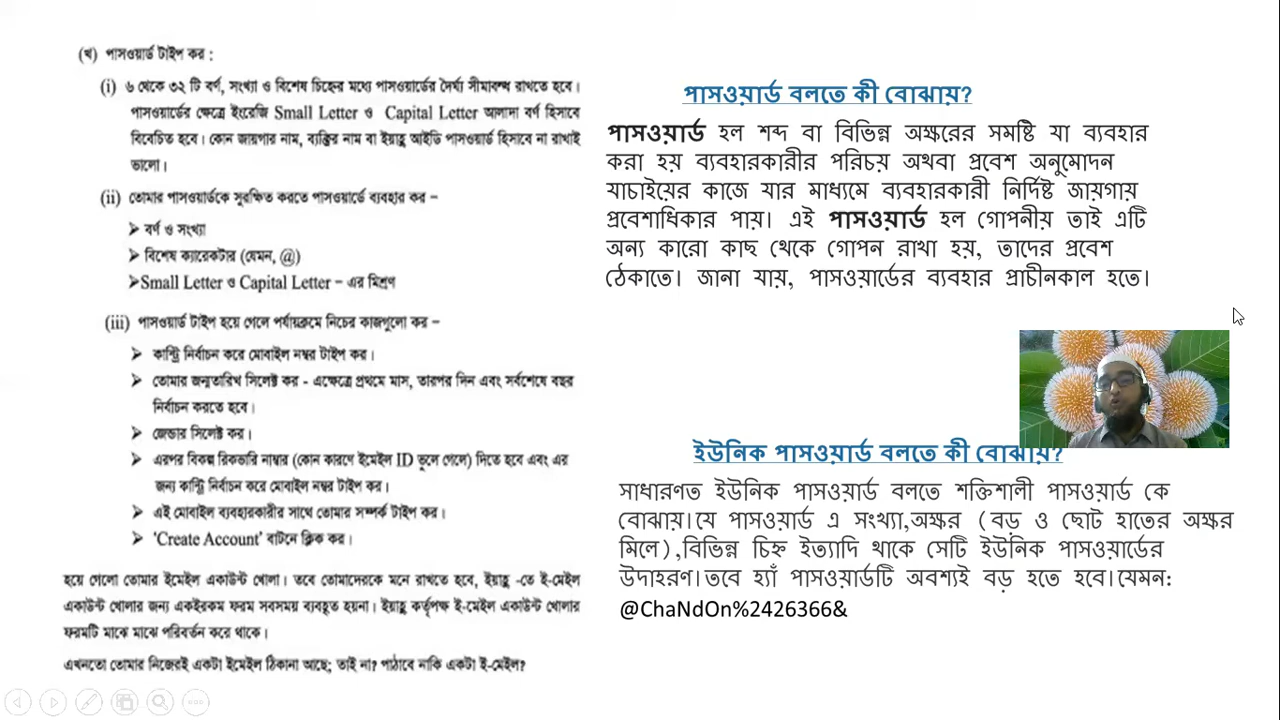 (খ) পাসওয়ার্ড টাইপ কর :
(i) ৬ থেকে ৩২ টি বর্ণ, সংখ্যা ও বিশেষ চিহ্নের মধ্যে পাসওয়ার্ডের দৈর্ঘ্য সীমাবদ্ধ রাখতে হবে।
পাসওয়ার্ডের ক্ষেত্রে ইংরেজি Small Letter ও Capital Letter আলাদা বর্ণ হিসাবে
বিবেচিত হবে। কোন জায়গার নাম, ব্যক্তির নাম বা ইয়াহু আইডি পাসওয়ার্ড হিসাবে না রাখাই
ভালো।
(ii) তোমার পাসওয়ার্ডকে সুরক্ষিত করতে পাসওয়ার্ডে ব্যবহার কর –
➢ বর্ণ ও সংখ্যা
➢ বিশেষ ক্যারেকটার (যেমন, @)
➢ Small Letter ও Capital Letter – এর মিশ্রণ
(iii) পাসওয়ার্ড টাইপ হয়ে গেলে পর্যায়ক্রমে নিচের কাজগুলো কর –
➢ কান্ট্রি নির্বাচন করে মোবাইল নম্বর টাইপ কর।
➢ তোমার জন্মতারিখ সিলেক্ট কর - এক্ষেত্রে প্রথমে মাস, তারপর দিন এবং সর্বশেষে বছর
নির্বাচন করতে হবে।
➢ জেন্ডার সিলেক্ট কর।
➢ এরপর বিকল্প রিকভারি নাম্বার (কোন কারণে ইমেইল ID ভুলে গেলে) দিতে হবে এবং এর
জন্য কান্ট্রি নির্বাচন করে মোবাইল নম্বর টাইপ কর।
➢ এই মোবাইল ব্যবহারকারীর সাথে তোমার সম্পর্ক টাইপ কর।
➢ 'Create Account' বাটনে ক্লিক কর।
হয়ে গেলো তোমার ইমেইল একাউন্ট খোলা। তবে তোমাদেরকে মনে রাখতে হবে, ইয়াহু -তে ই-মেইল
একাউন্ট খোলার জন্য একইরকম ফরম সবসময় ব্যবহৃত হয়না। ইয়াহু কর্তৃপক্ষ ই-মেইল একাউন্ট খোলার
ফরমটি মাঝে মাঝে পরিবর্তন করে থাকে।
এখনতো তোমার নিজেরই একটা ইমেইল ঠিকানা আছে; তাই না? পাঠাবে নাকি একটা ই-মেইল?
পাসওয়ার্ড বলতে কী বোঝায়?
পাসওয়ার্ড হল শব্দ বা বিভিন্ন অক্ষরের সমষ্টি যা ব্যবহার
করা হয় ব্যবহারকারীর পরিচয় অথবা প্রবেশ অনুমোদন
যাচাইয়ের কাজে যার মাধ্যমে ব্যবহারকারী নির্দিষ্ট জায়গায়
প্রবেশাধিকার পায়। এই পাসওয়ার্ড হল গোপনীয় তাই এটি
অন্য কারো কাছ থেকে গোপন রাখা হয়, তাদের প্রবেশ
ঠেকাতে। জানা যায়, পাসওয়ার্ডের ব্যবহার প্রাচীনকাল হতে।
ইউনিক পাসওয়ার্ড বলতে কী বোঝায়?
সাধারণত ইউনিক পাসওয়ার্ড বলতে শক্তিশালী পাসওয়ার্ড কে
বোঝায়।যে পাসওয়ার্ড এ সংখ্যা,অক্ষর (বড় ও ছোট হাতের অক্ষর
মিলে),বিভিন্ন চিহ্ন ইত্যাদি থাকে সেটি ইউনিক পাসওয়ার্ডের
উদাহরণ।তবে হ্যাঁ পাসওয়ার্ডটি অবশ্যই বড় হতে হবে।যেমন:
@ChaNdOn%2426366&